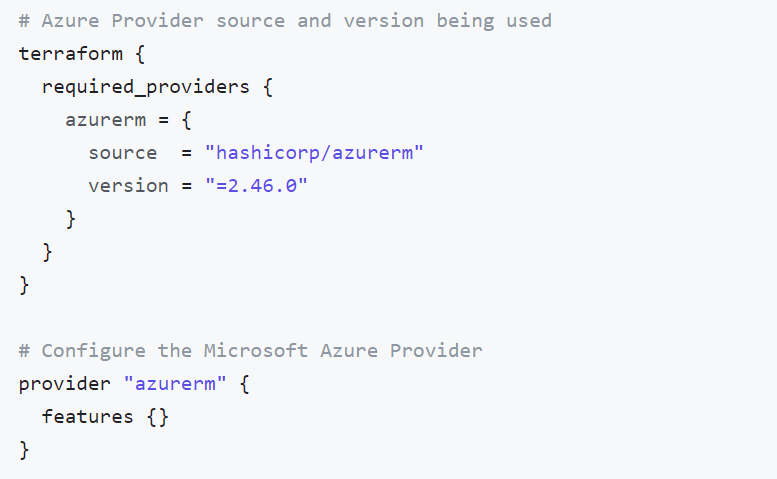 # Azure Provider source and version being used
terraform {
  required_providers {
    azurerm = {
      source  = "hashicorp/azurerm"
      version = "=2.46.0"
    }
  }
}

# Configure the Microsoft Azure Provider
provider "azurerm" {
  features {}
}